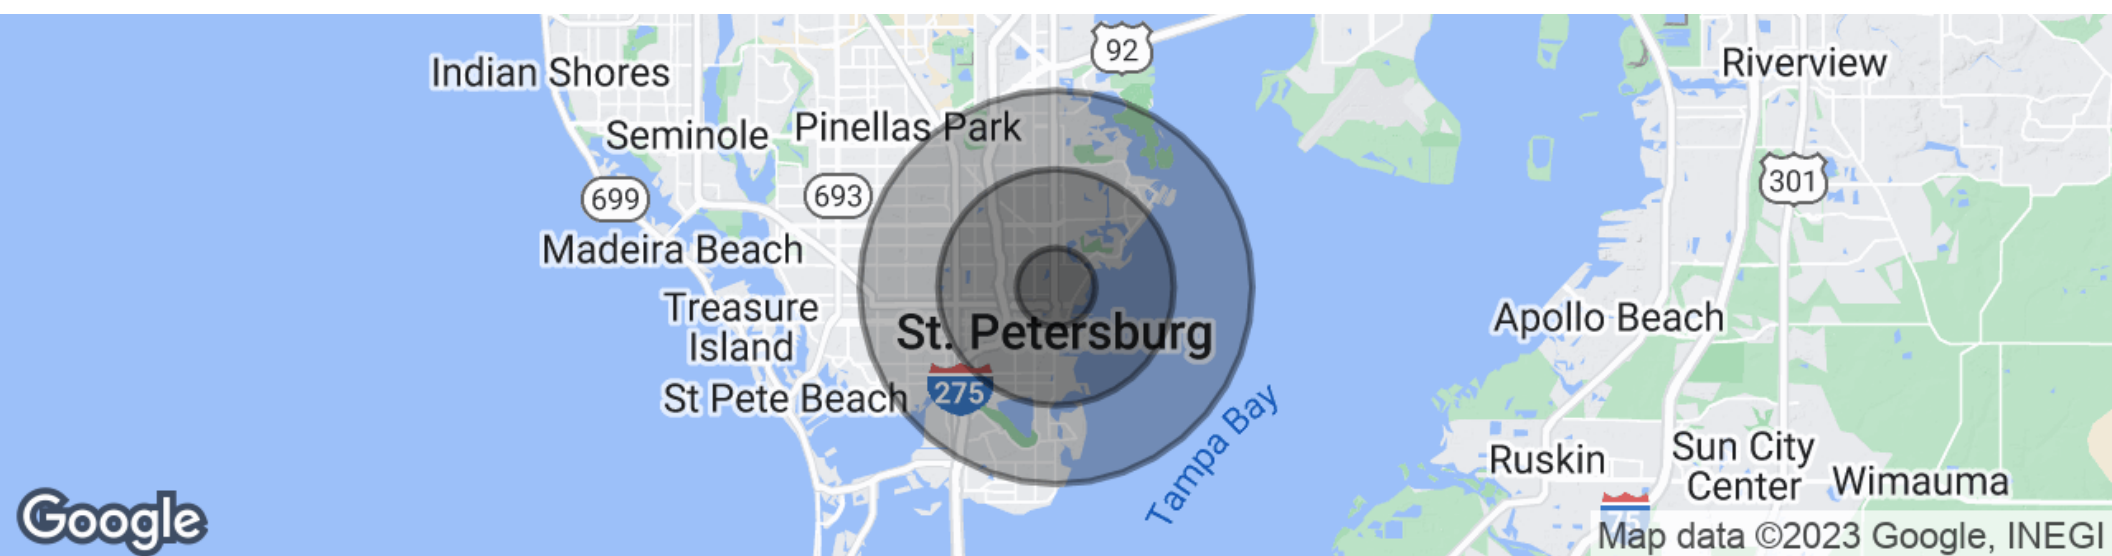 92
Riverview
Indian Shores
Seminole
Pinellas Park
301
699
693
Madeira Beach
Treasure
Island
St. Petersburg
Apollo Beach
275
St Pete Beach
Tampa Bay
Ruskin
Sun City
Center
Wimauma
75
Google
Map data ©2023 Google, INEGI